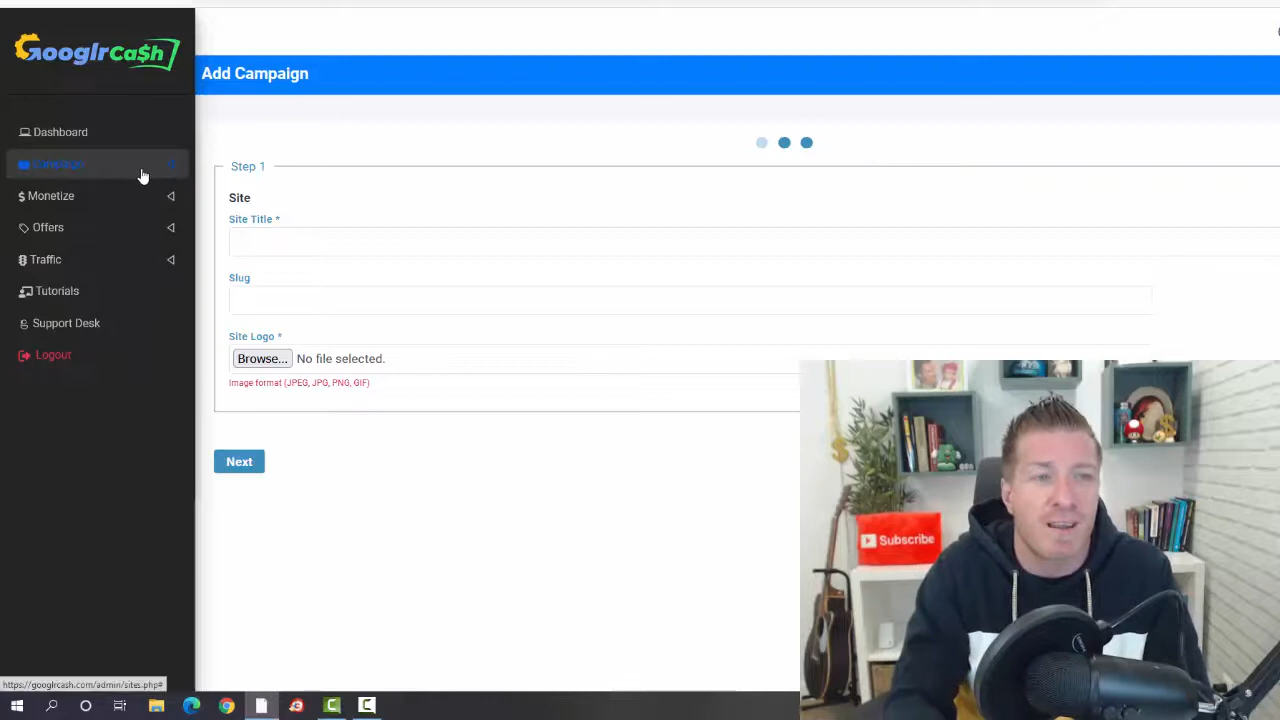 GooglrCa$h
Add Campaign
Dashboard
Monetize
Offers
Traffic
Tutorials
Support Desk
Logout
Step 1
Site
Site Title *
Slug
Site Logo *
Browse... No file selected.
Image format (JPEG, JPG, PNG, GIF)
Next
Subscribe
https://googlrcash.com/admin/sites.php#